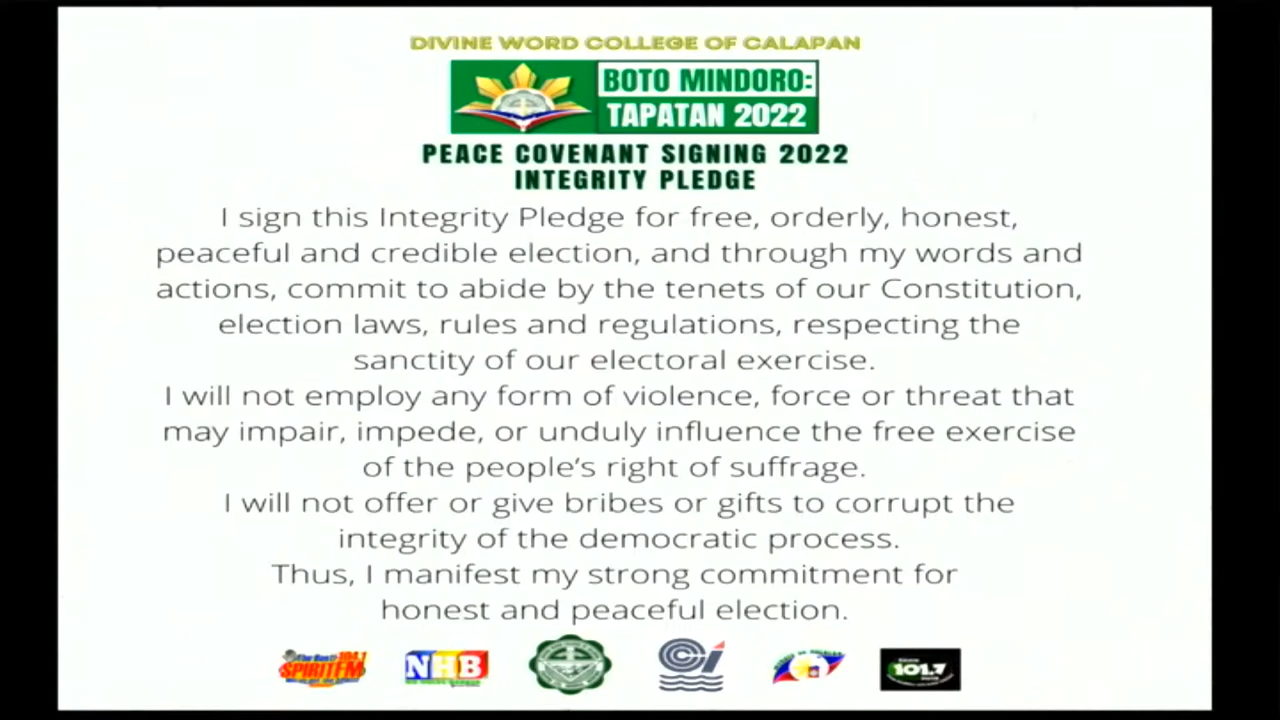 DIVINE WORD COLLEGE OF CALAPAN
BOTO MINDORO:
TAPATAN 2022
PEACE COVENANT SIGNING 2022
INTEGRITY PLEDGE
I sign this Integrity Pledge for free, orderly, honest,
peaceful and credible election, and through my words and
actions, commit to abide by the tenets of our Constitution,
election laws, rules and regulations, respecting the
sanctity of our electoral exercise.
I will not employ any form of violence, force or threat that
may impair, impede, or unduly influence the free exercise
of the people's right of suffrage.
I will not offer or give bribes or gifts to corrupt the
integrity of the democratic process.
Thus, I manifest my strong commitment for
honest and peaceful election.
104.1
SPIRIT FM
NHB
101.7